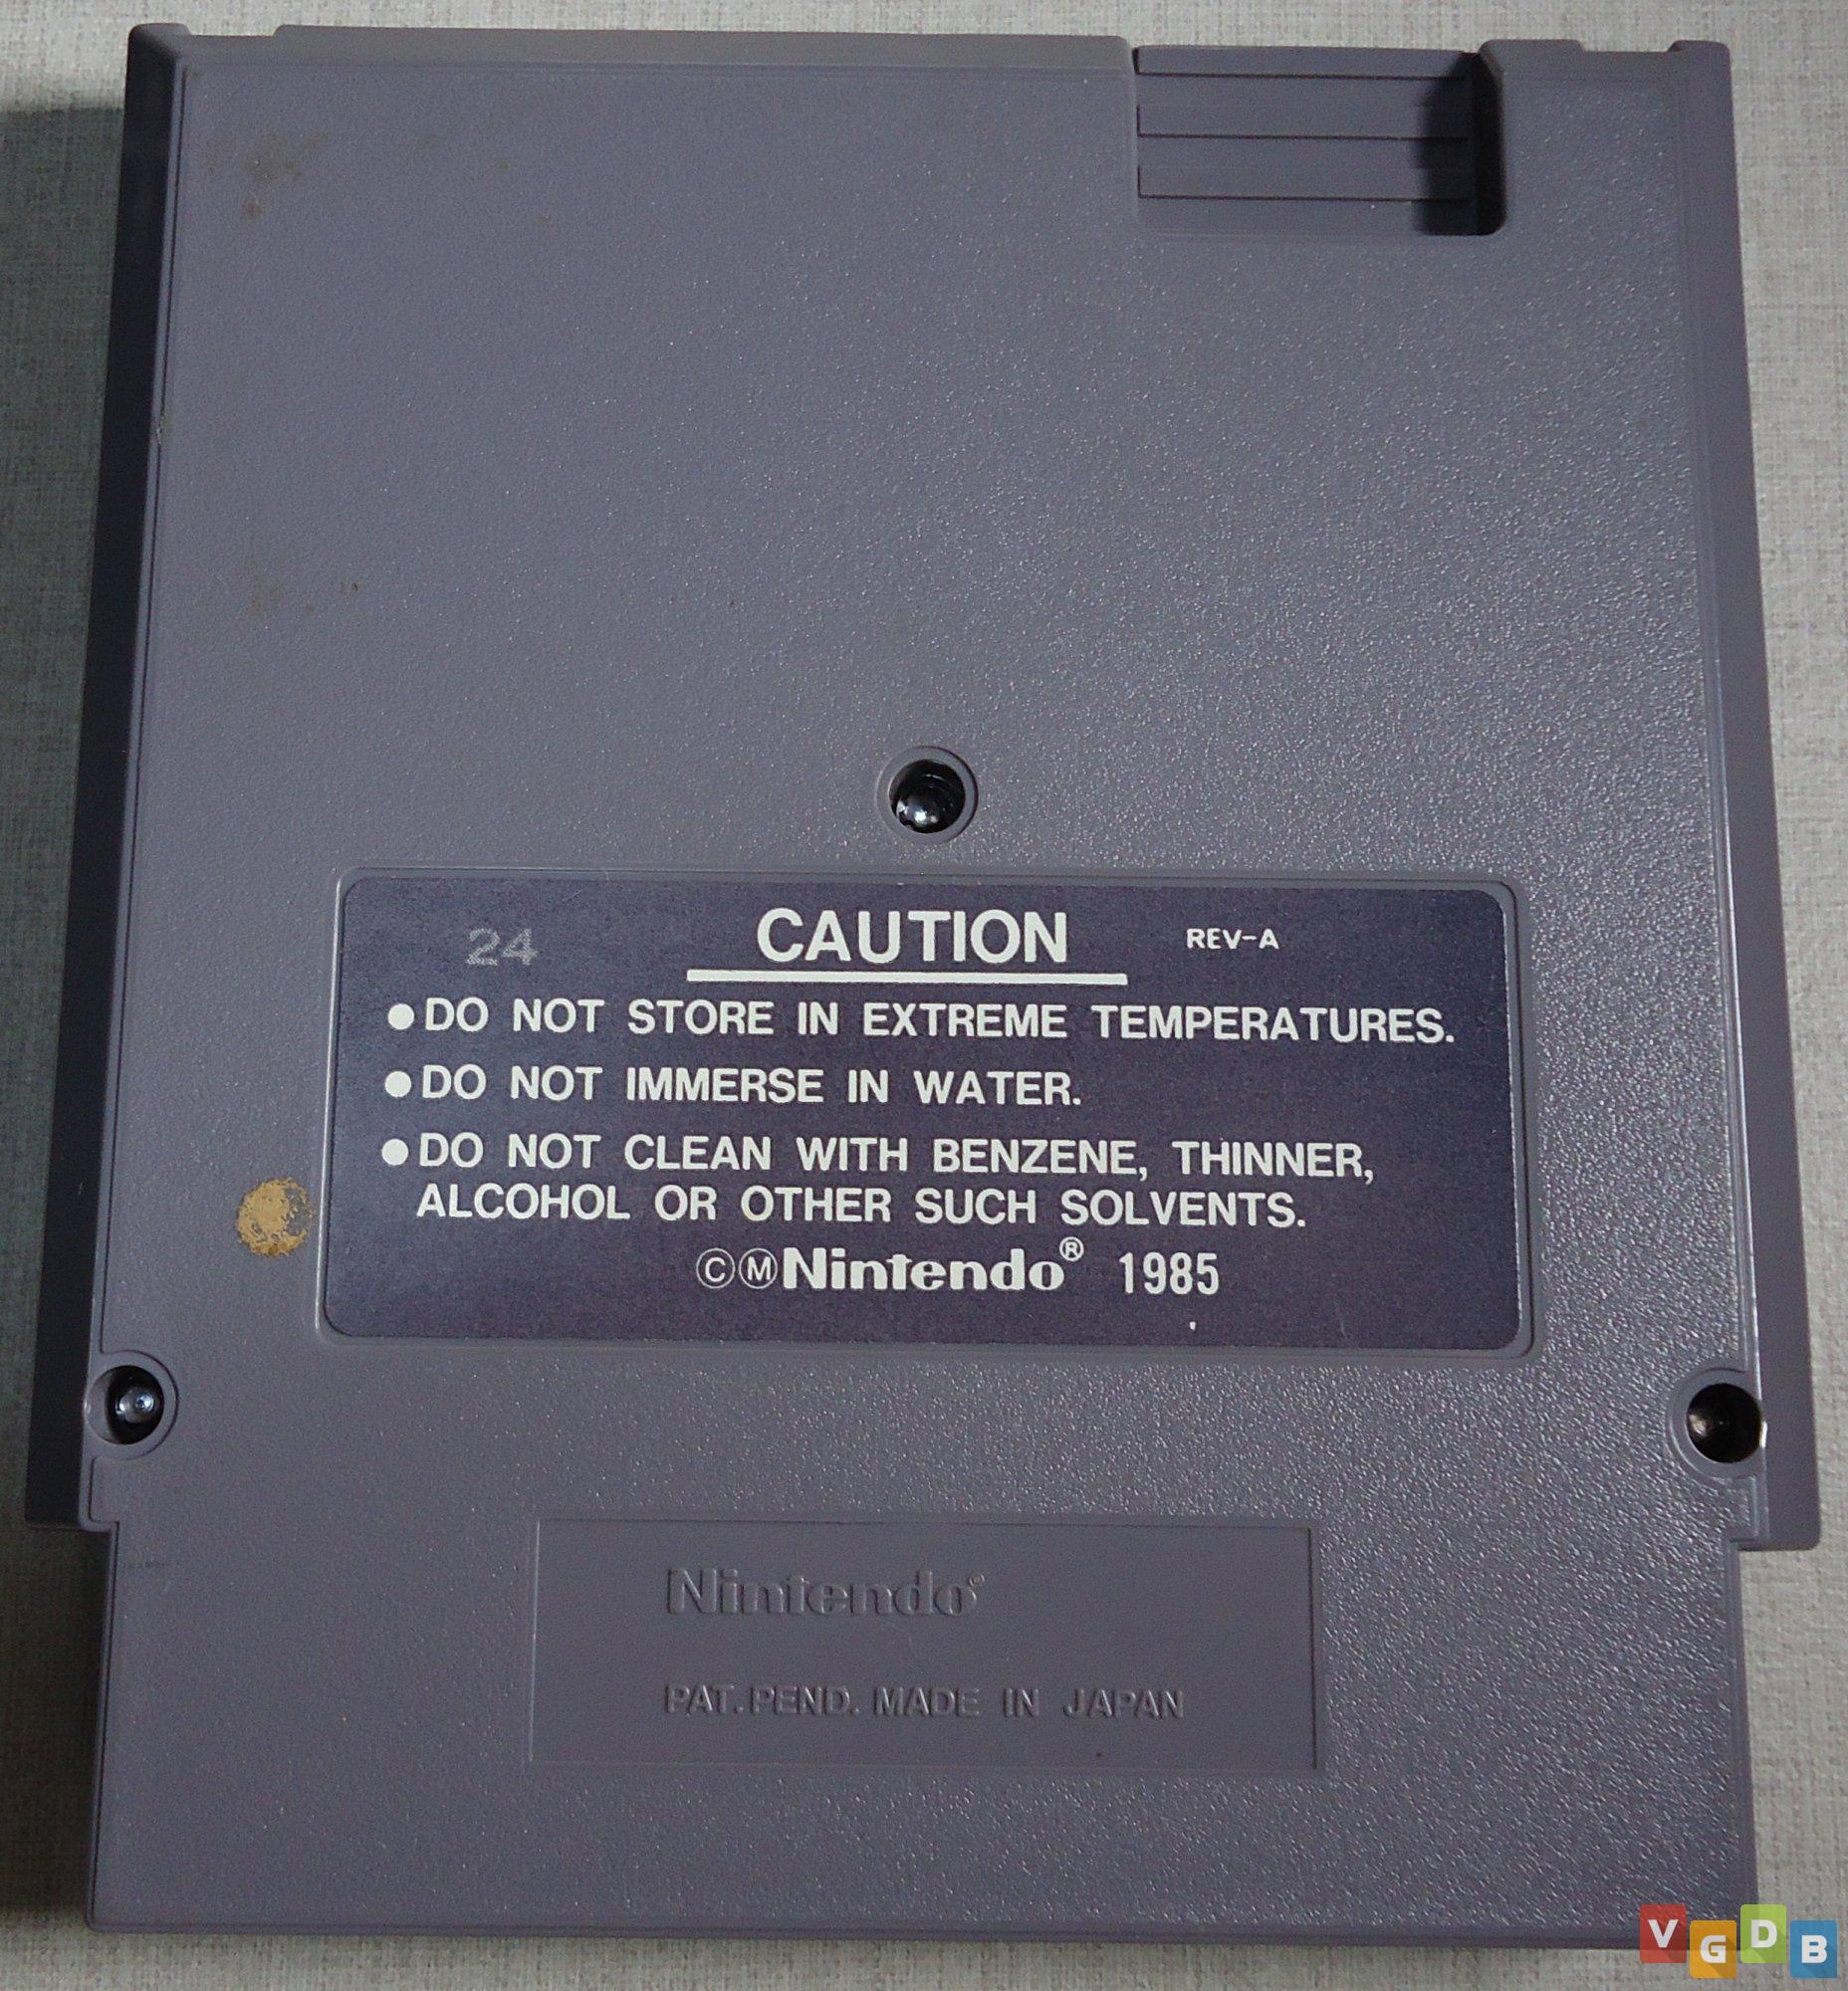 24 CAUTION REV-A
●DO NOT STORE IN EXTREME TEMPERATURES.
●DO NOT IMMERSE IN WATER.
●DO NOT CLEAN WITH BENZENE, THINNER,
ALCOHOL OR OTHER SUCH SOLVENTS.
ⒸⓂNintendo® 1985
Nintendo®
PAT. PEND. MADE IN JAPAN
VGDB